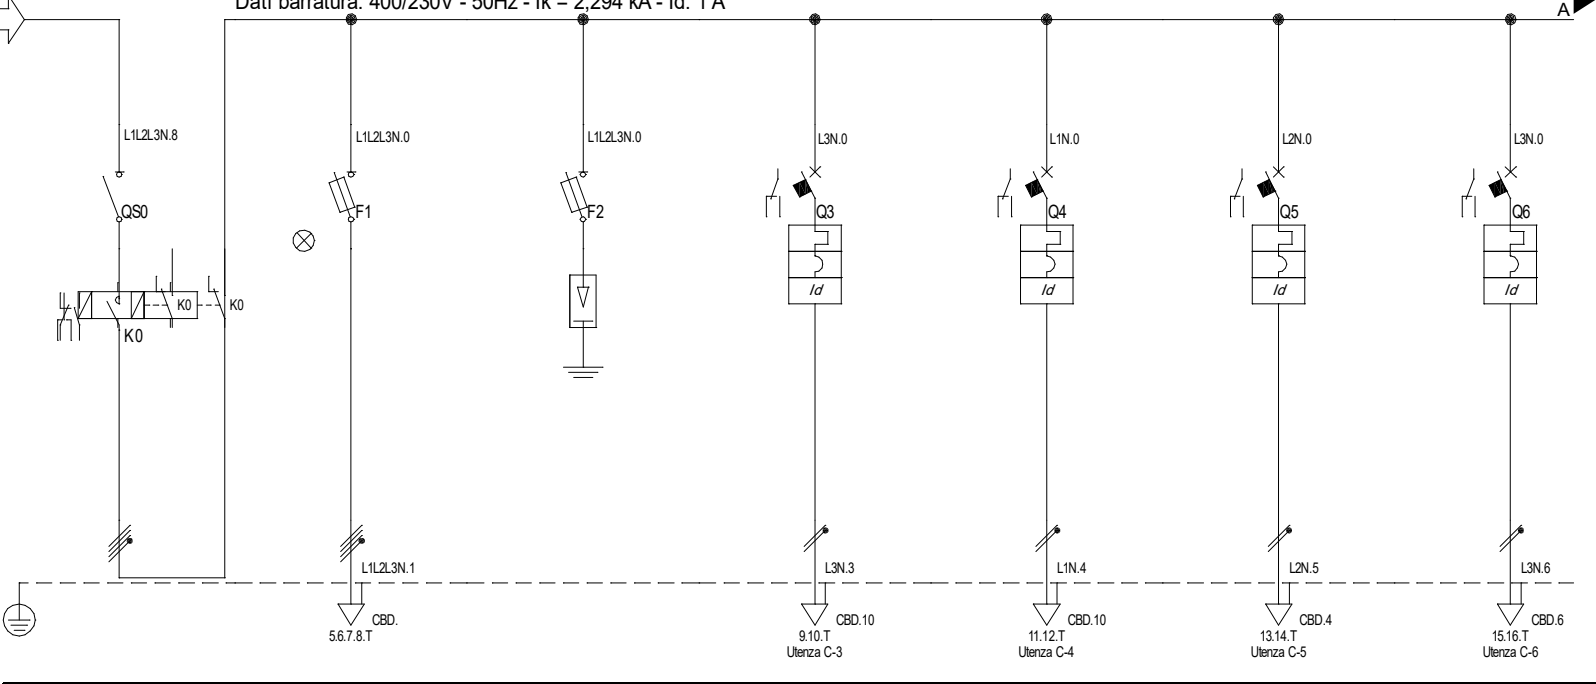 Dati barratura: 400/230V - 50Hz - Ik = 2,294 kA - Id: 1 A
A
L1L2L3N.8
L1L2L3N.0
L1L2L3N.0
L3N.0
L1N.0
L2N.0
L3N.0
QS0
F1
F2
Q3
Q4
Q5
Q6
K0
K0
K0
Id
Id
Id
Id
L1L2L3N.1
L3N.3
L1N.4
L2N.5
L3N.6
CBD.
CBD.10
CBD.10
CBD.4
CBD.6
5.6.7.8.T
9.10.T
11.12.T
13.14.T
15.16.T
Utenza C-3
Utenza C-4
Utenza C-5
Utenza C-6